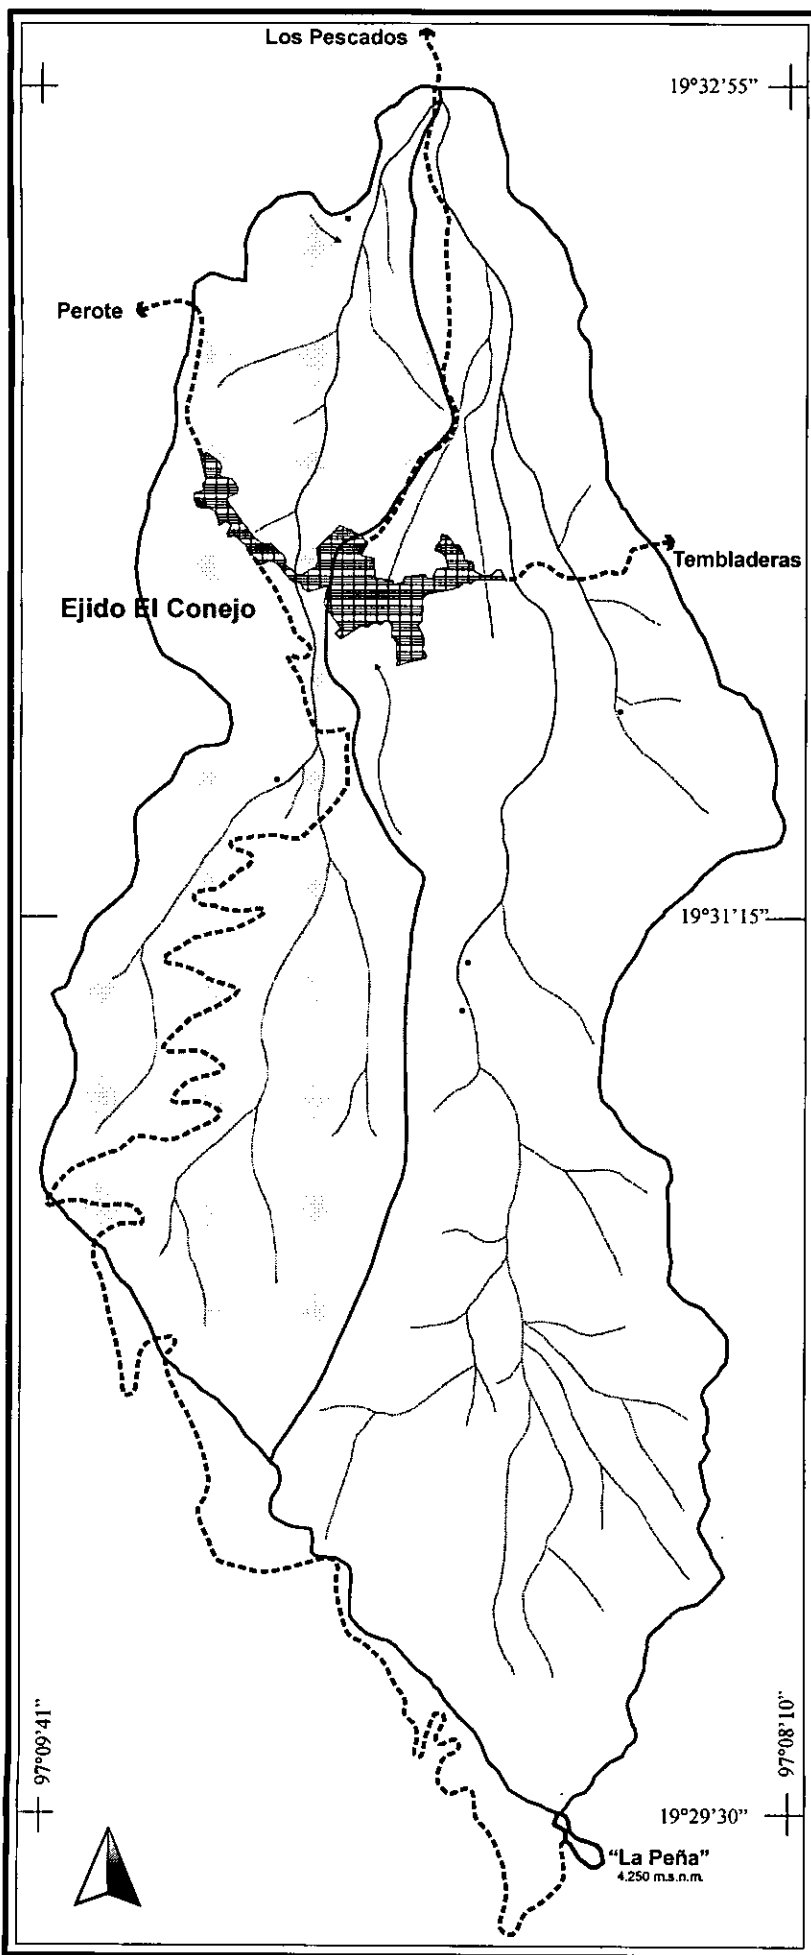 Los Pescados
19°32'55"
Perote
Tembladeras
Ejido El Conejo
19°31'15"
97°09'41"
97°08'10"
19°29'30"
"La Peña"
4.250 m.s.n.m.